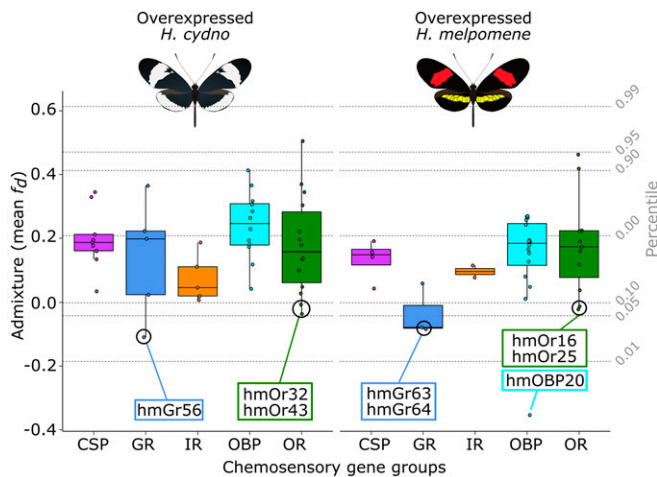 Overexpressed
H. cydno
Overexpressed
H. melpomene
Admixture (mean fd)
0.6
0.4
0.2
0.0
-0.2
-0.4
0.99
0.95
0.90
0.00
0.10
0.05
0.01
Percentile
hmGr56
hmOr32
hmOr43
hmGr63
hmGr64
hmOr16
hmOr25
hmOBP20
CSP GR IR OBP OR
CSP GR IR OBP OR
Chemosensory gene groups